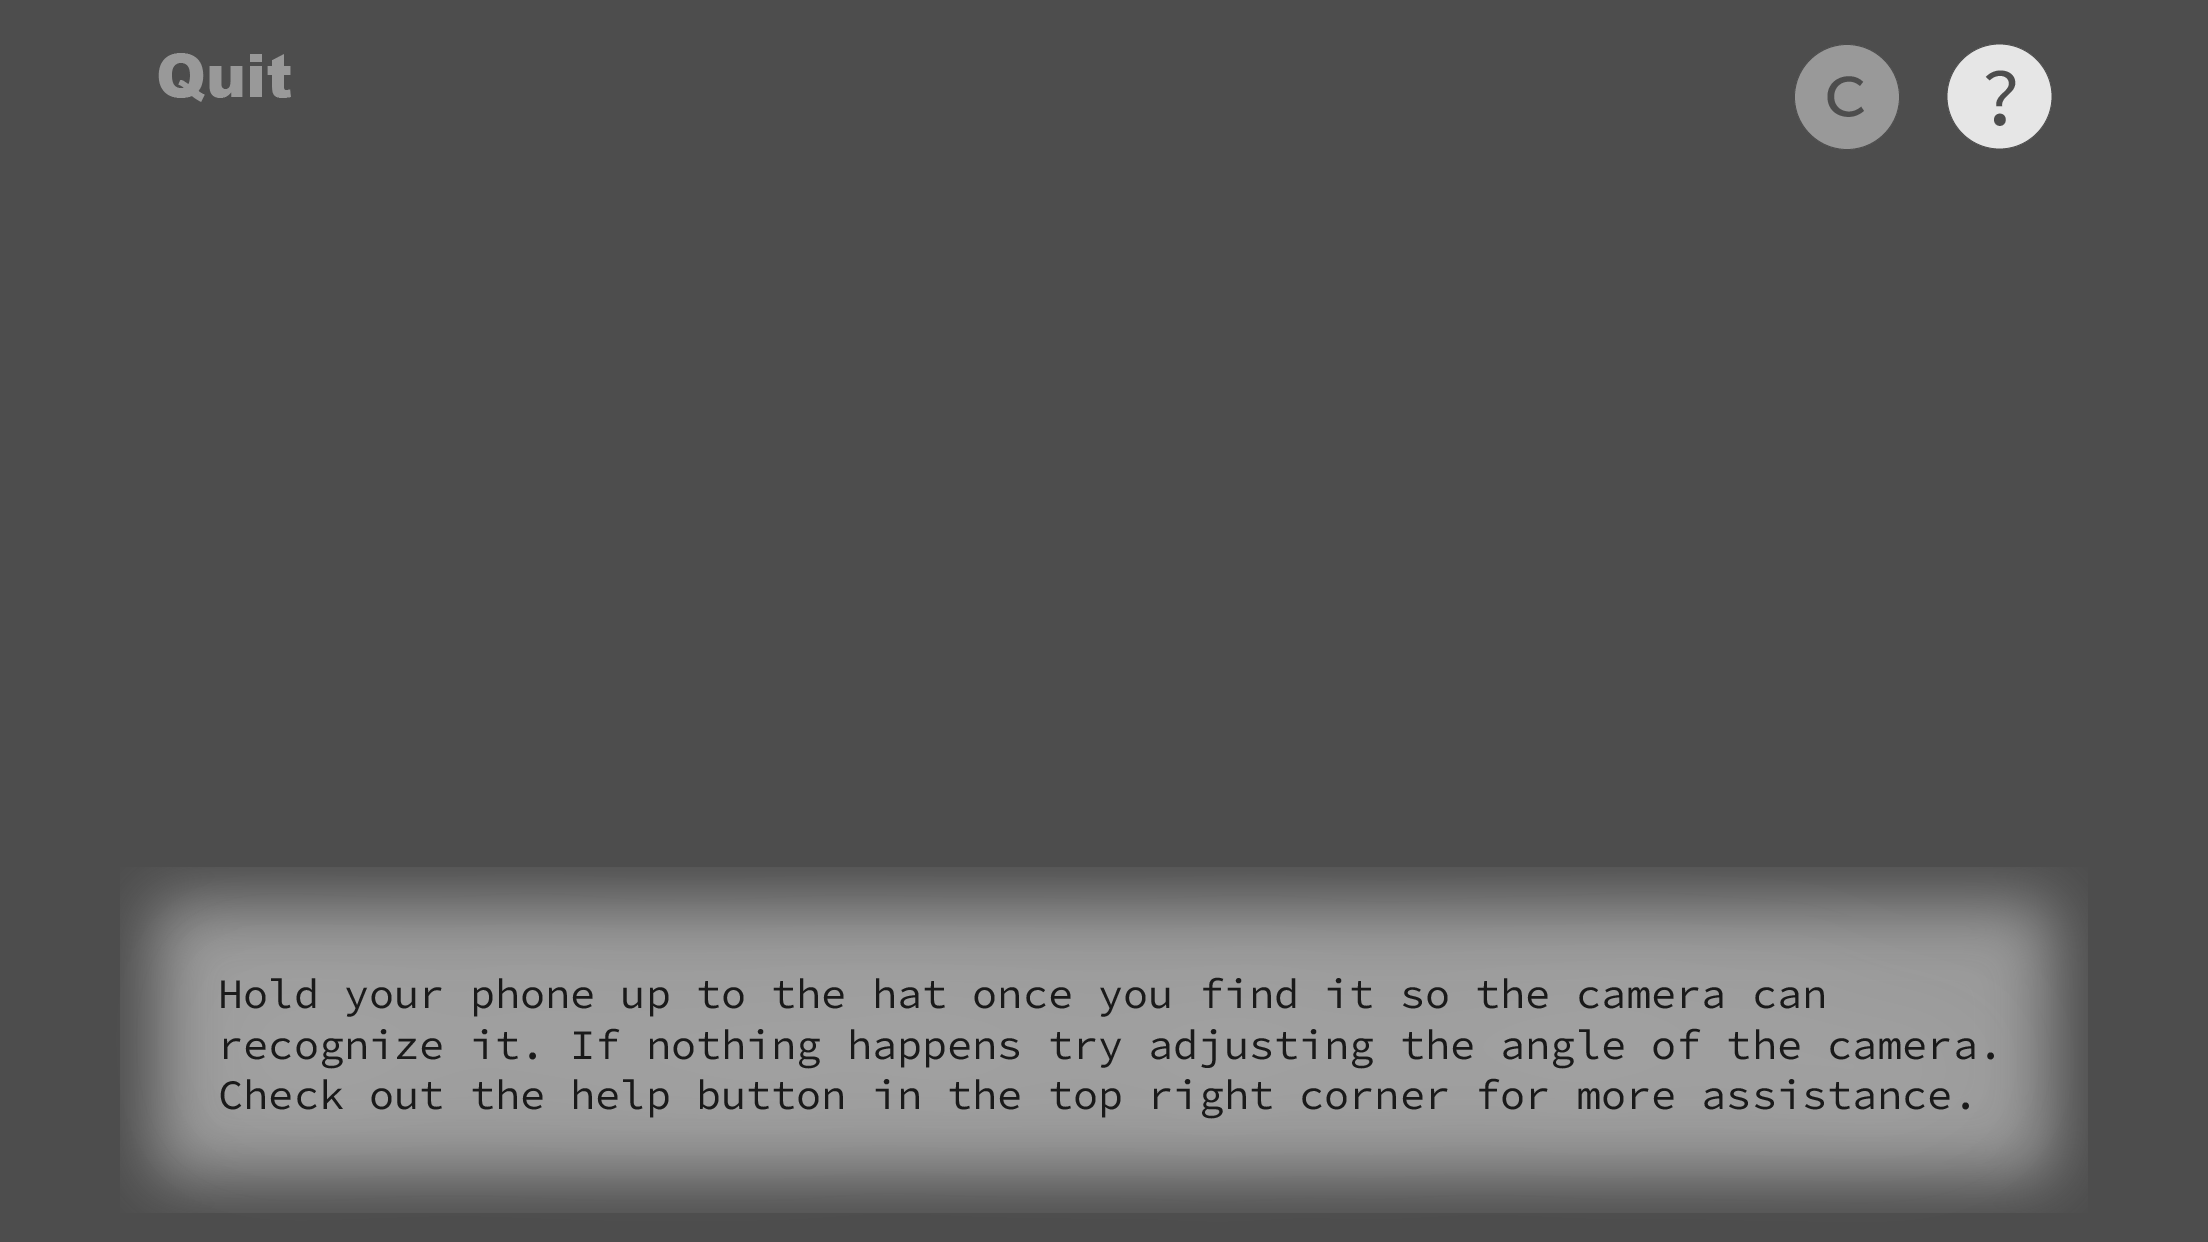 Quit
C ?
Hold your phone up to the hat once you find it so the camera can
recognize it. If nothing happens try adjusting the angle of the camera.
Check out the help button in the top right corner for more assistance.